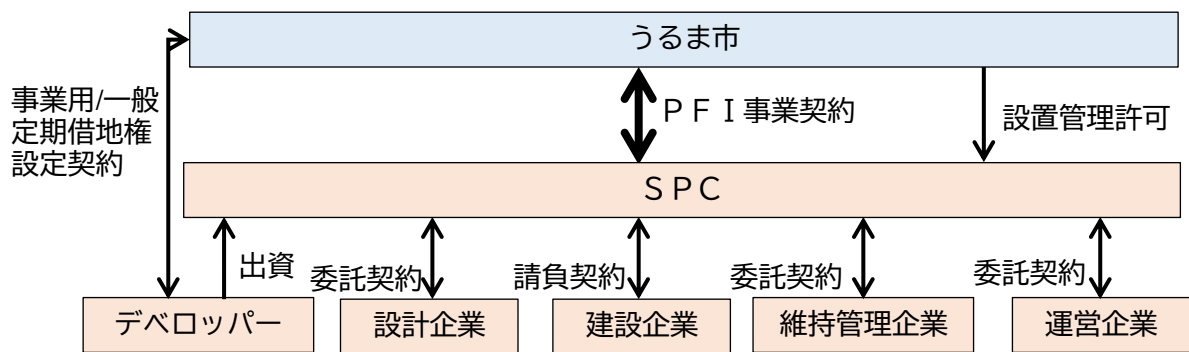 うるま市
事業用/一般
定期借地権
設定契約
ＰＦＩ事業契約
設置管理許可
ＳＰＣ
出資
委託契約
請負契約
委託契約
委託契約
デベロッパー
設計企業
建設企業
維持管理企業
運営企業